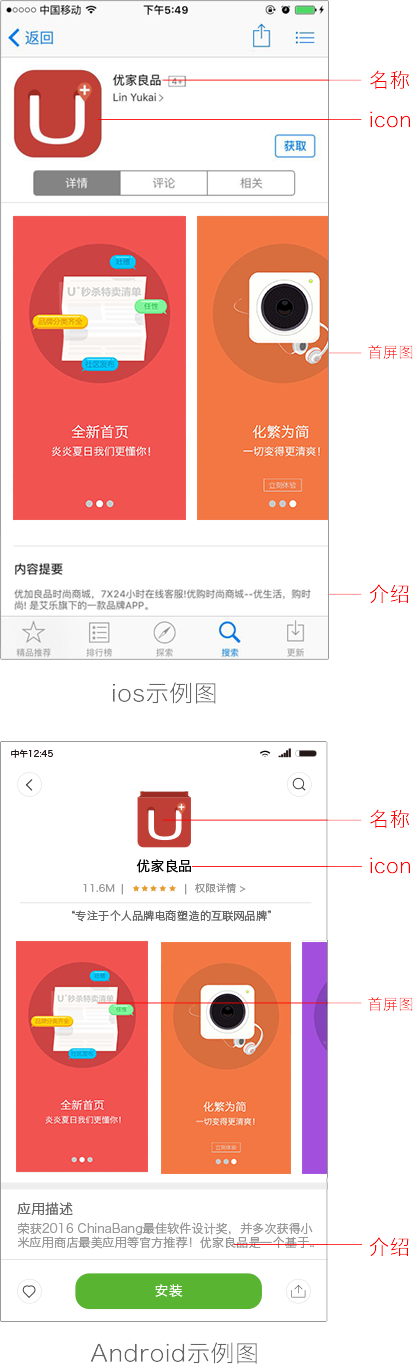 中国移动 下午5:49
返回
优家良品 4+ 名称
Lin Yukai >
icon
获取
详情 评论 相关
吐槽
U⁺秒杀特卖清单
任性
品牌分类齐全
社区发布
首屏图
全新首页
炎炎夏日我们更懂你！
化繁为简
一切变得更清爽！
立刻体验
内容提要
优加良品时尚商城，7X24小时在线客服!优购时尚商城--优生活，购时
尚! 是艾乐旗下的一款品牌APP。
介绍
精品推荐 排行榜 探索 搜索 更新
ios示例图
中午12:45
名称
优家良品 icon
11.6M | ★★★★★ | 权限详情 >
“专注于个人品牌电商塑造的互联网品牌”
吐槽
U⁺秒杀特卖清单
任性
品牌分类齐全
社区发布
首屏图
全新首页
炎炎夏日我们更懂你！
化繁为简
一切变得更清爽！
立刻体验
应用描述
荣获2016 ChinaBang最佳软件设计奖，并多次获得小
米应用商店最美应用等官方推荐！优家良品是一个基于..
介绍
安装
Android示例图